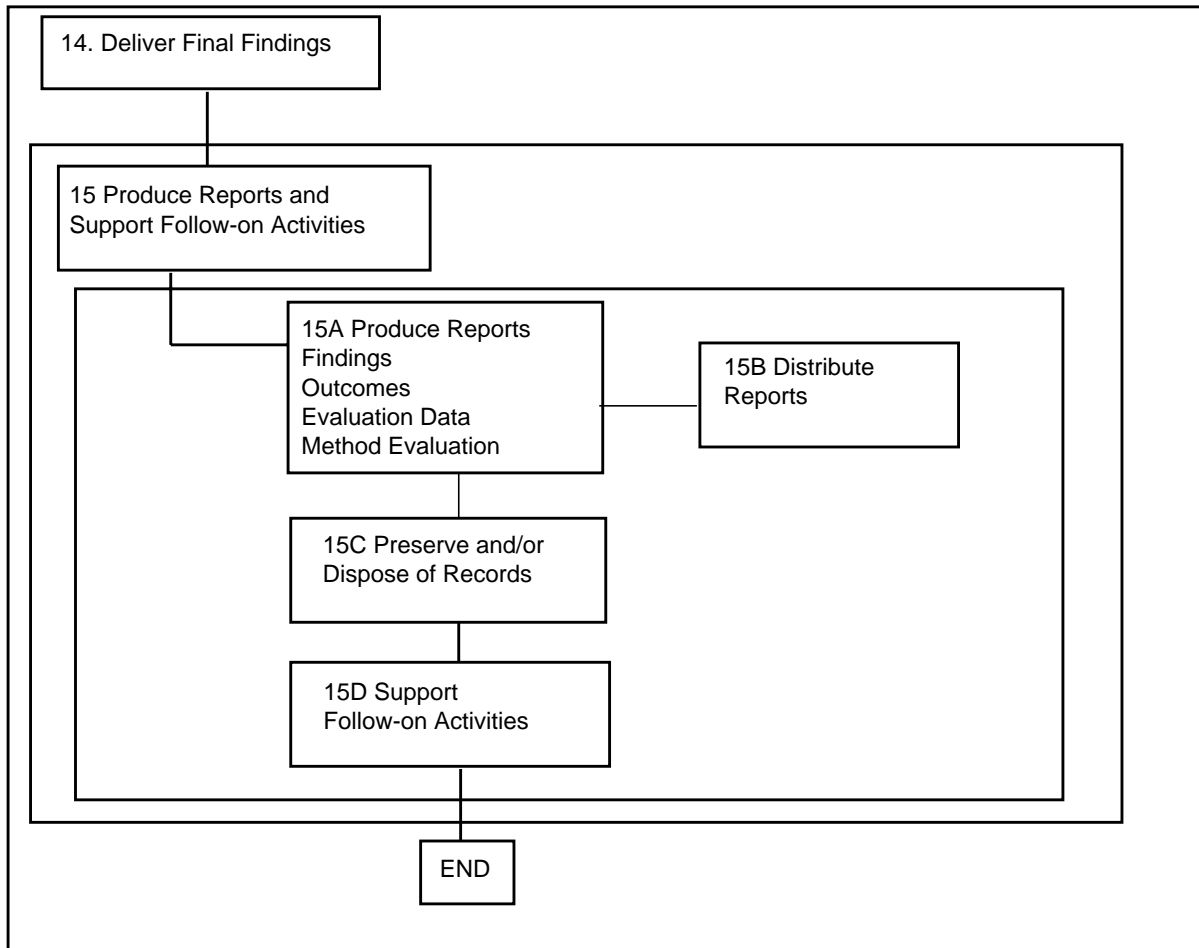 14. Deliver Final Findings
15 Produce Reports and
Support Follow-on Activities
15A Produce Reports
Findings
Outcomes
Evaluation Data
Method Evaluation
15B Distribute
Reports
15C Preserve and/or
Dispose of Records
15D Support
Follow-on Activities
END